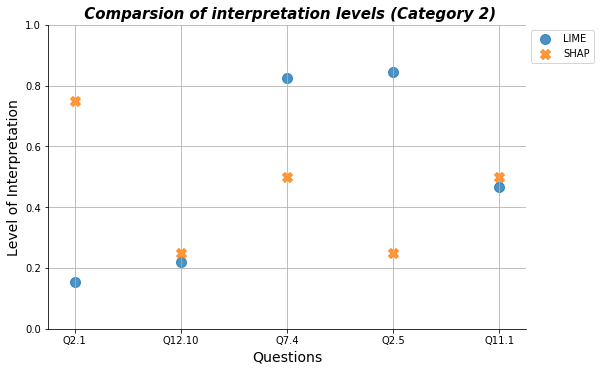 Comparsion of interpretation levels (Category 2)
LIME
SHAP
Level of Interpretation
1.0
0.8
0.6
0.4
0.2
0.0
Q2.1 Q12.10 Q7.4 Q2.5 Q11.1
Questions